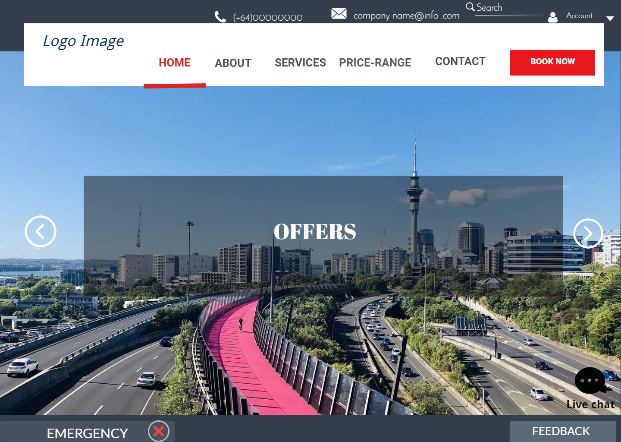 (+64)00000000
company name@info .com
Search
Account
Logo Image
HOME
ABOUT
SERVICES
PRICE-RANGE
CONTACT
BOOK NOW
OFFERS
Live chat
EMERGENCY
FEEDBACK